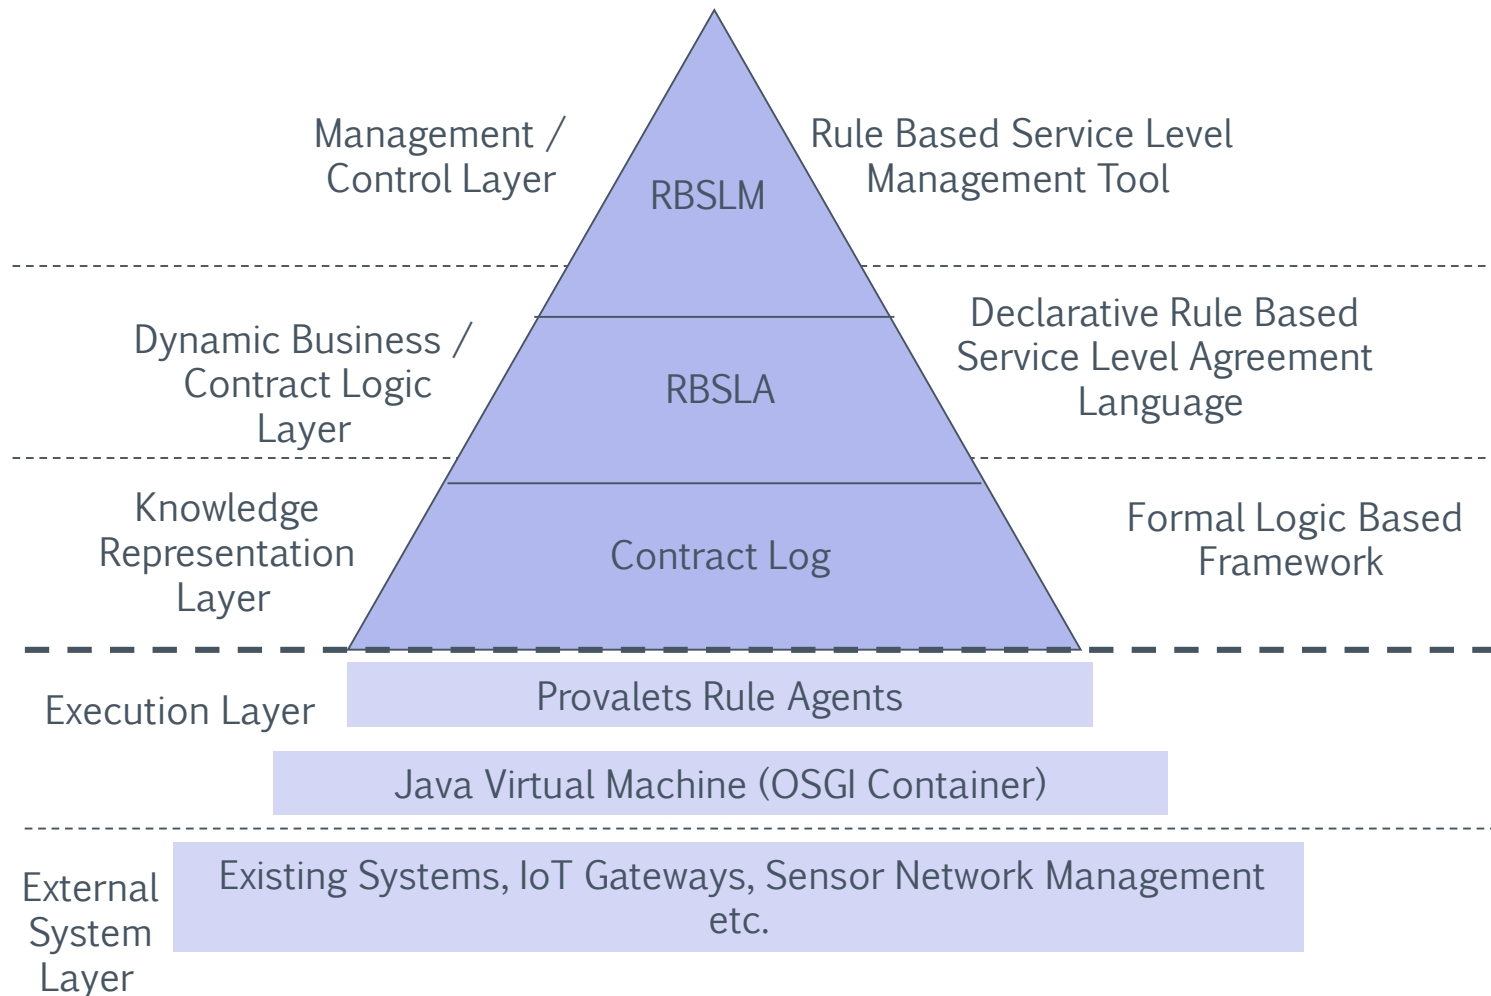 Management /
Control Layer
RBSLM
Rule Based Service Level
Management Tool
Dynamic Business /
Contract Logic
Layer
RBSLA
Declarative Rule Based
Service Level Agreement
Language
Knowledge
Representation
Layer
Contract Log
Formal Logic Based
Framework
Execution Layer
Provalets Rule Agents
Java Virtual Machine (OSGI Container)
External
System
Layer
Existing Systems, IoT Gateways, Sensor Network Management
etc.